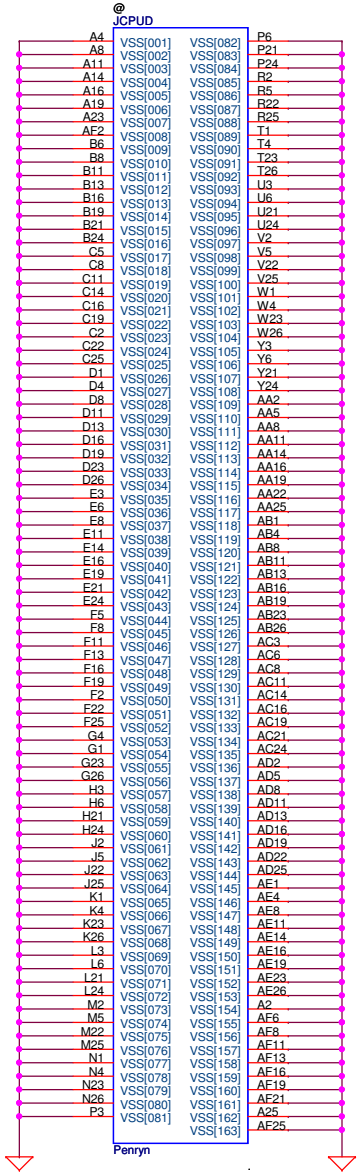 @
JCPUD
A4 VSS[001] VSS[082] P6
A8 VSS[002] VSS[083] P21
A11 VSS[003] VSS[084] P24
A14 VSS[004] VSS[085] R2
A16 VSS[005] VSS[086] R5
A19 VSS[006] VSS[087] R22
A23 VSS[007] VSS[088] R25
AF2 VSS[008] VSS[089] T1
B6 VSS[009] VSS[090] T4
B8 VSS[010] VSS[091] T23
B11 VSS[011] VSS[092] T26
B13 VSS[012] VSS[093] U3
B16 VSS[013] VSS[094] U6
B19 VSS[014] VSS[095] U21
B21 VSS[015] VSS[096] U24
B24 VSS[016] VSS[097] V2
C5 VSS[017] VSS[098] V5
C8 VSS[018] VSS[099] V22
C11 VSS[019] VSS[100] V25
C14 VSS[020] VSS[101] W1
C16 VSS[021] VSS[102] W4
C19 VSS[022] VSS[103] W23
C2 VSS[023] VSS[104] W26
C22 VSS[024] VSS[105] Y3
C25 VSS[025] VSS[106] Y6
D1 VSS[026] VSS[107] Y21
D4 VSS[027] VSS[108] Y24
D8 VSS[028] VSS[109] AA2
D11 VSS[029] VSS[110] AA5
D13 VSS[030] VSS[111] AA8
D16 VSS[031] VSS[112] AA11
D19 VSS[032] VSS[113] AA14
D23 VSS[033] VSS[114] AA16
D26 VSS[034] VSS[115] AA19
E3 VSS[035] VSS[116] AA22
E6 VSS[036] VSS[117] AA25
E8 VSS[037] VSS[118] AB1
E11 VSS[038] VSS[119] AB4
E14 VSS[039] VSS[120] AB8
E16 VSS[040] VSS[121] AB11
E19 VSS[041] VSS[122] AB13
E21 VSS[042] VSS[123] AB16
E24 VSS[043] VSS[124] AB19
F5 VSS[044] VSS[125] AB23
F8 VSS[045] VSS[126] AB26
F11 VSS[046] VSS[127] AC3
F13 VSS[047] VSS[128] AC6
F16 VSS[048] VSS[129] AC8
F19 VSS[049] VSS[130] AC11
F2 VSS[050] VSS[131] AC14
F22 VSS[051] VSS[132] AC16
F25 VSS[052] VSS[133] AC19
G4 VSS[053] VSS[134] AC21
G1 VSS[054] VSS[135] AC24
G23 VSS[055] VSS[136] AD2
G26 VSS[056] VSS[137] AD5
H3 VSS[057] VSS[138] AD8
H6 VSS[058] VSS[139] AD11
H21 VSS[059] VSS[140] AD13
H24 VSS[060] VSS[141] AD16
J2 VSS[061] VSS[142] AD19
J5 VSS[062] VSS[143] AD22
J22 VSS[063] VSS[144] AD25
J25 VSS[064] VSS[145] AE1
K1 VSS[065] VSS[146] AE4
K4 VSS[066] VSS[147] AE8
K23 VSS[067] VSS[148] AE11
K26 VSS[068] VSS[149] AE14
L3 VSS[069] VSS[150] AE16
L6 VSS[070] VSS[151] AE19
L21 VSS[071] VSS[152] AE23
L24 VSS[072] VSS[153] AE26
M2 VSS[073] VSS[154] A2
M5 VSS[074] VSS[155] AF6
M22 VSS[075] VSS[156] AF8
M25 VSS[076] VSS[157] AF11
N1 VSS[077] VSS[158] AF13
N4 VSS[078] VSS[159] AF16
N23 VSS[079] VSS[160] AF19
N26 VSS[080] VSS[161] AF21
P3 VSS[081] VSS[162] A25
VSS[163] AF25
Penryn